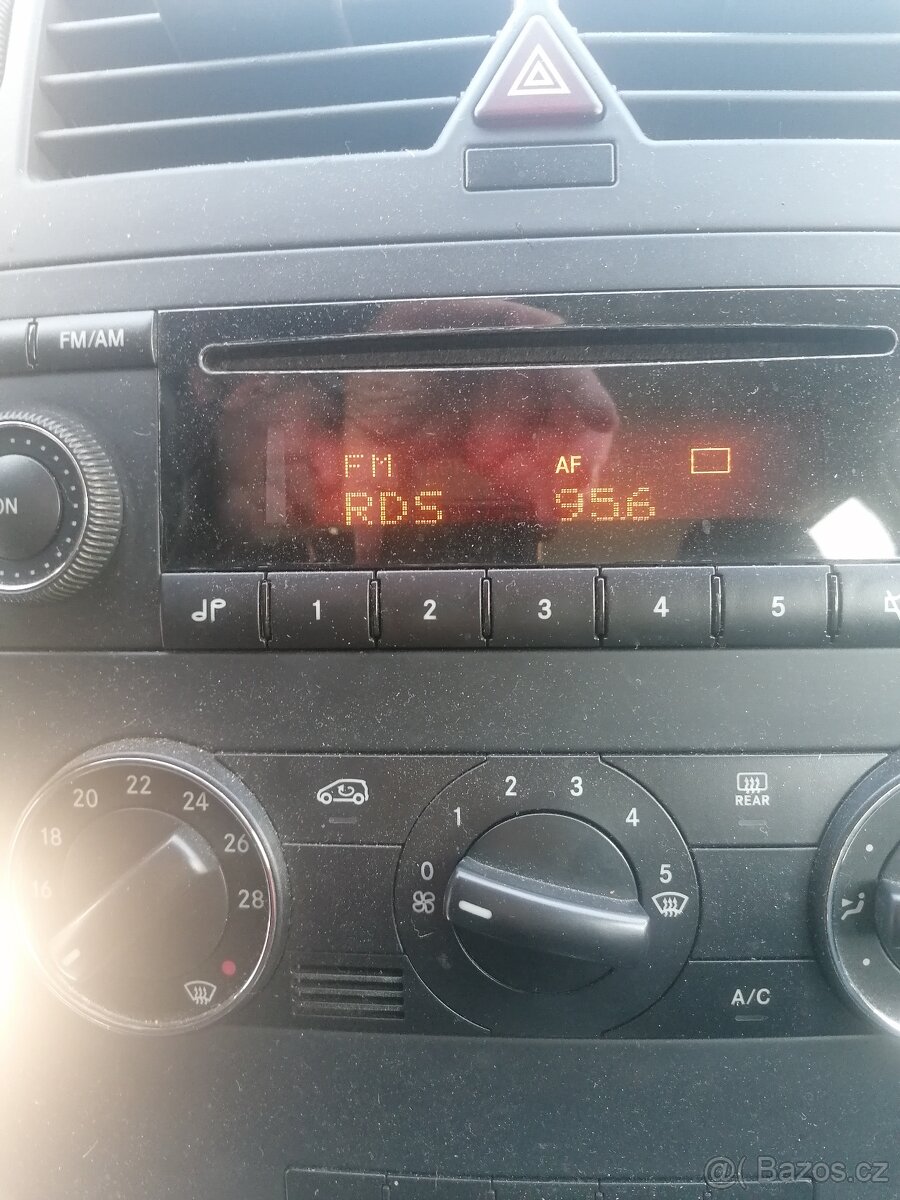 FM/AM
FM AF
RDS 95.6
ON
1 2 3 4 5
16 18 20 22 24 26 28
0 1 2 3 4 5
REAR
A/C
@( Bazos.cz